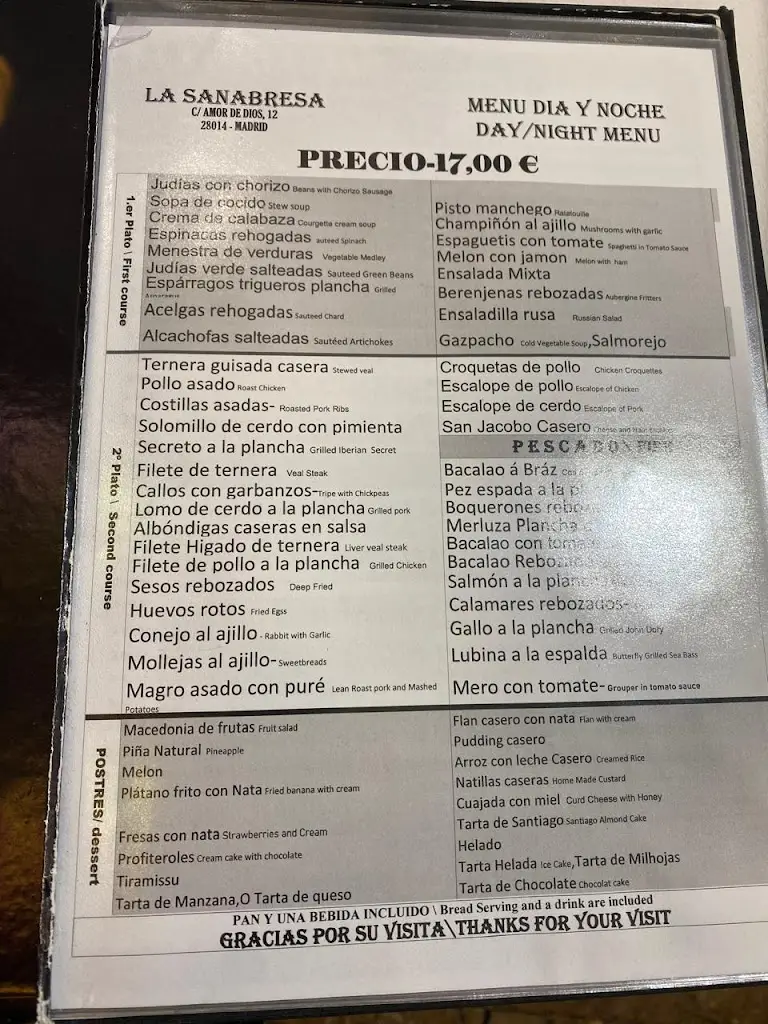 LA SANABRESA
C/ AMOR DE DIOS, 12
28014 - MADRID
MENU DIA Y NOCHE
DAY/NIGHT MENU
PRECIO-17,00 €
1.er Plato \ First course
Judías con chorizo Beans with Chorizo Sausage
Sopa de cocido Stew soup
Crema de calabaza Courgette cream soup
Espinacas rehogadas auteed Spinach
Menestra de verduras Vegetable Medley
Judías verde salteadas Sauteed Green Beans
Espárragos trigueros plancha Grilled
Acelgas rehogadas Sauteed Chard
Alcachofas salteadas Sautéed Artichokes
Pisto manchego Ratatouille
Champiñón al ajillo Mushrooms with garlic
Espaguetis con tomate Spaghetti in Tomato Sauce
Melon con jamon Melon with ham
Ensalada Mixta
Berenjenas rebozadas Aubergine Fritters
Ensaladilla rusa Russian Salad
Gazpacho Cold Vegetable Soup,Salmorejo
2º Plato \ Second course
Ternera guisada casera Stewed veal
Pollo asado Roast Chicken
Costillas asadas- Roasted Pork Ribs
Solomillo de cerdo con pimienta
Secreto a la plancha Grilled Iberian Secret
Filete de ternera Veal Steak
Callos con garbanzos-Tripe with Chickpeas
Lomo de cerdo a la plancha Grilled pork
Albóndigas caseras en salsa
Filete Higado de ternera Liver veal steak
Filete de pollo a la plancha Grilled Chicken
Sesos rebozados Deep Fried
Huevos rotos Fried Egss
Conejo al ajillo - Rabbit with Garlic
Mollejas al ajillo-Sweetbreads
Magro asado con puré Lean Roast pork and Mashed
Potatoes
Croquetas de pollo Chicken Croquettes
Escalope de pollo Escalope of Chicken
Escalope de cerdo Escalope of Pork
San Jacobo Casero
PESCADO\
Bacalao á Bráz
Pez espada a la
Boquerones
Merluza Plancha
Bacalao con
Bacalao
Salmón a la
Calamares rebozados-
Gallo a la plancha Grilled John Dory
Lubina a la espalda Butterfly Grilled Sea Bass
Mero con tomate- Grouper in tomato sauce
POSTRES/ dessert
Macedonia de frutas Fruit salad
Piña Natural Pineapple
Melon
Plátano frito con Nata Fried banana with cream
Fresas con nata Strawberries and Cream
Profiteroles Cream cake with chocolate
Tiramissu
Tarta de Manzana,O Tarta de queso
Flan casero con nata Flan with cream
Pudding casero
Arroz con leche Casero Creamed Rice
Natillas caseras Home Made Custard
Cuajada con miel Curd Cheese with Honey
Tarta de Santiago Santiago Almond Cake
Helado
Tarta Helada Ice Cake,Tarta de Milhojas
Tarta de Chocolate Chocolat cake
PAN Y UNA BEBIDA INCLUIDO \ Bread Serving and a drink are included
GRACIAS POR SU VISITA\THANKS FOR YOUR VISIT